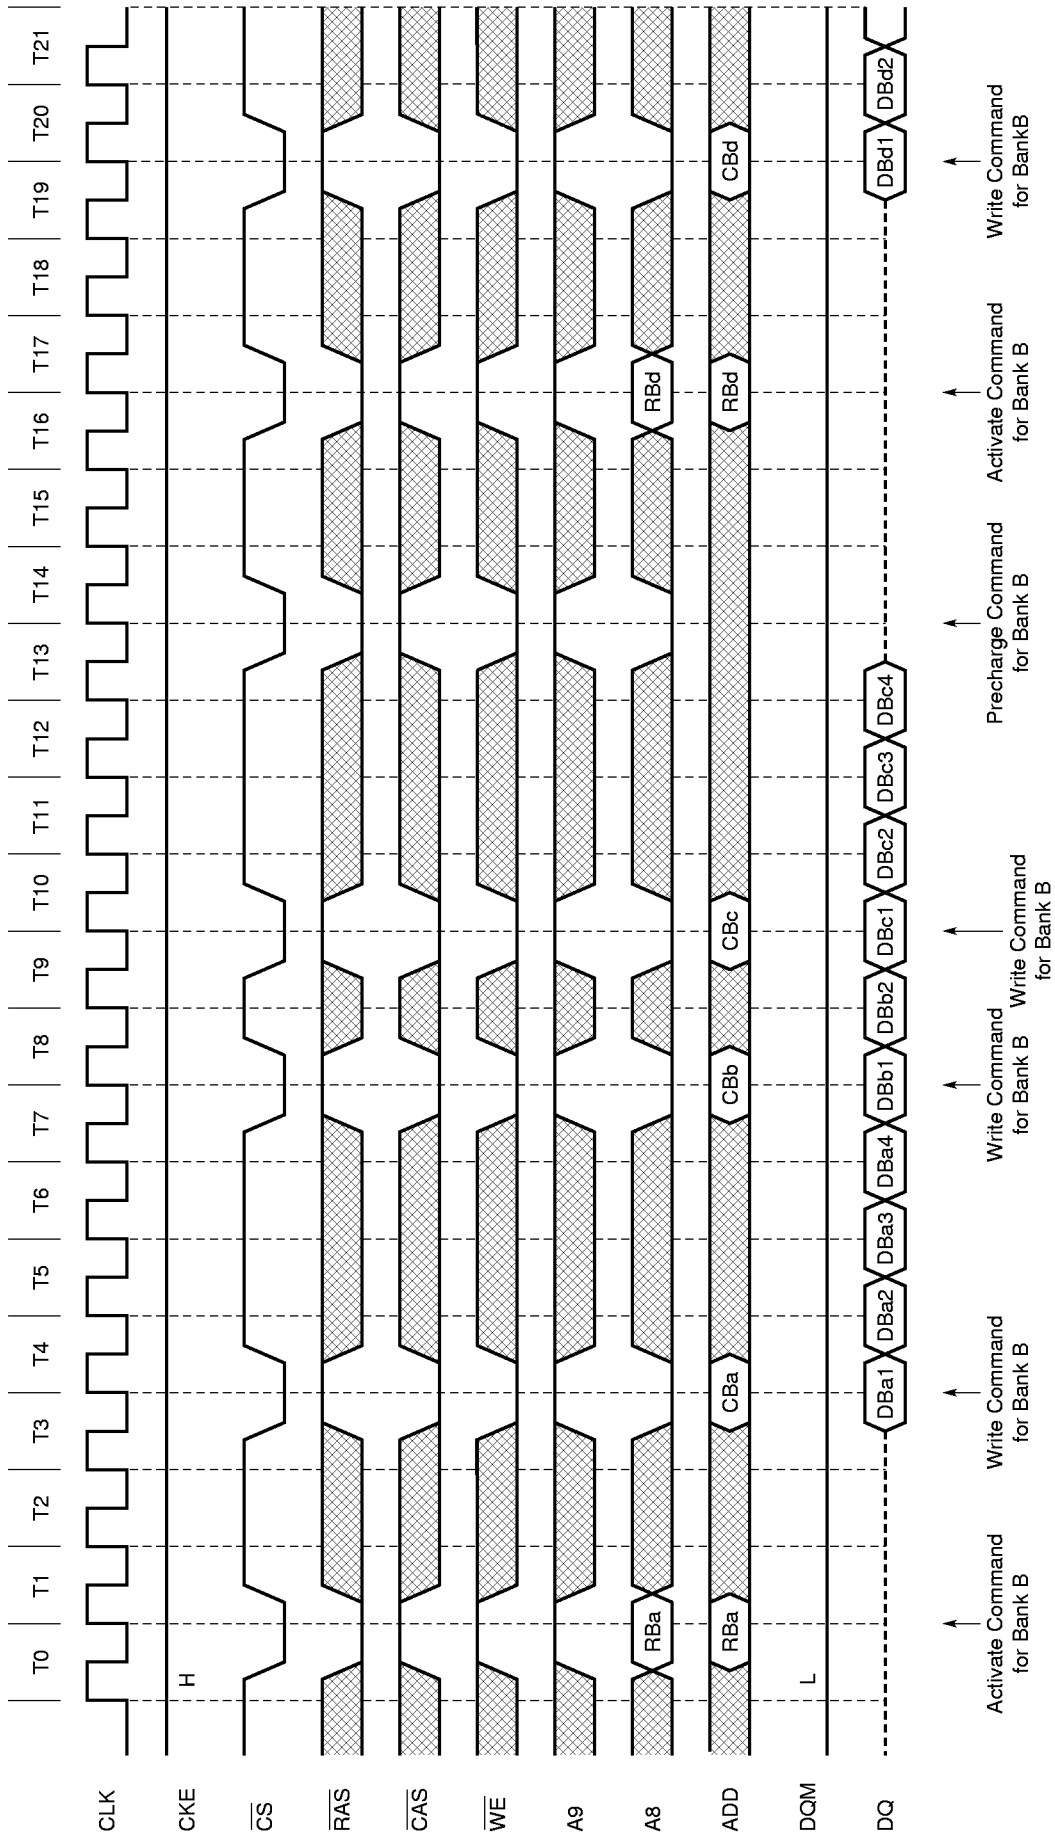 T0 T1 T2 T3 T4 T5 T6 T7 T8 T9 T10 T11 T12 T13 T14 T15 T16 T17 T18 T19 T20 T21
CLK
CKE H
CS
RAS
CAS
WE
A9
A8 RBa RBd
ADD RBa CBa CBb CBc RBd CBd
DQM L
DQ DBa1 DBa2 DBa3 DBa4 DBb1 DBb2 DBc1 DBc2 DBc3 DBc4 DBd1 DBd2
Activate Command
for Bank B
Write Command
for Bank B
Write Command
for Bank B
Write Command
for Bank B
Precharge Command
for Bank B
Activate Command
for Bank B
Write Command
for BankB